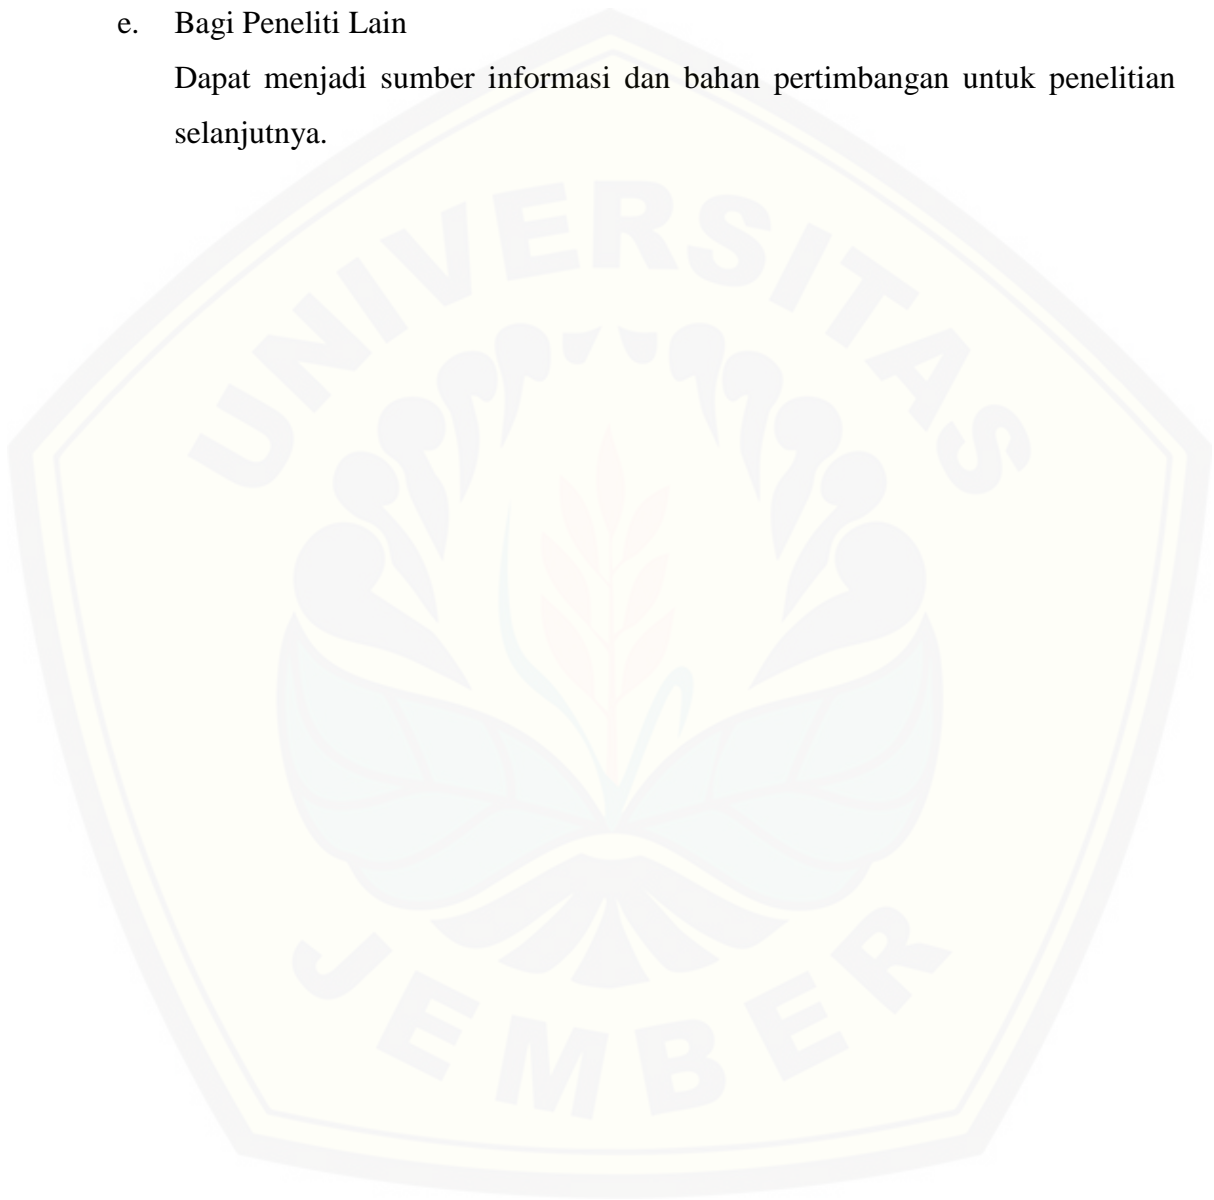 e. Bagi Peneliti Lain
Dapat menjadi sumber informasi dan bahan pertimbangan untuk penelitian
selanjutnya.
UNIVERSITAS
JEMBER